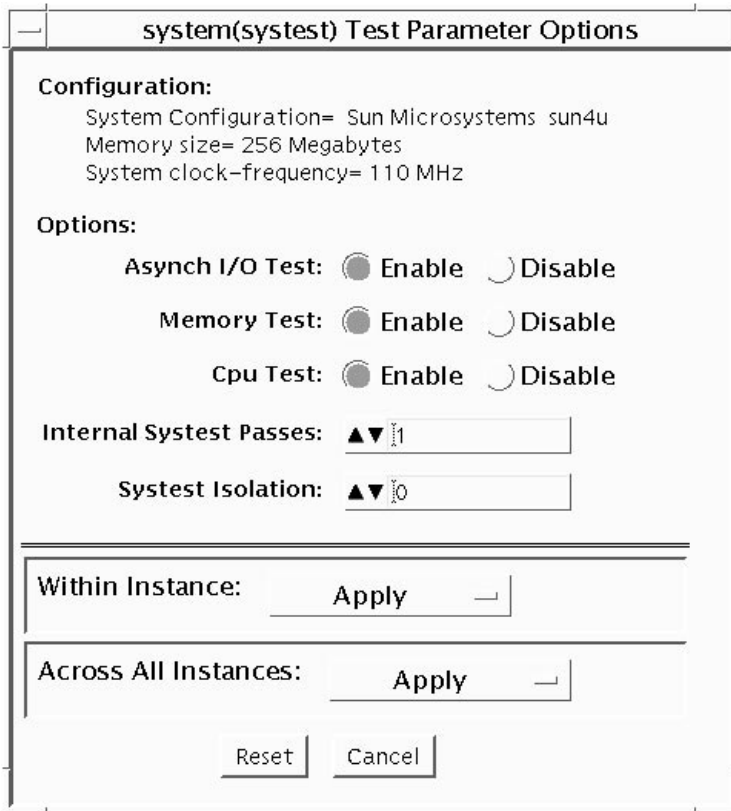 system(systest) Test Parameter Options
Configuration:
System Configuration= Sun Microsystems sun4u
Memory size= 256 Megabytes
System clock-frequency= 110 MHz
Options:
Asynch I/O Test: Enable Disable
Memory Test: Enable Disable
Cpu Test: Enable Disable
Internal Systest Passes: ▲▼ 1
Systest Isolation: ▲▼ 0
Within Instance: Apply
Across All Instances: Apply
Reset Cancel